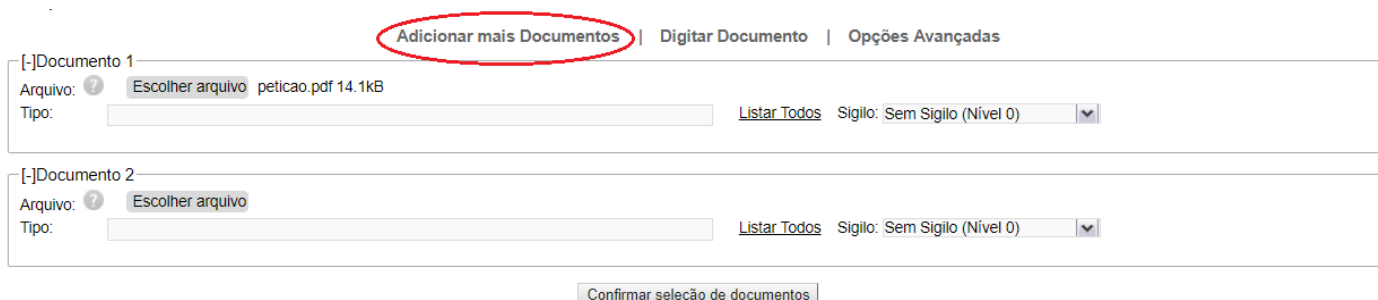 Adicionar mais Documentos | Digitar Documento | Opções Avançadas
[-]Documento 1
Arquivo: ? Escolher arquivo peticao.pdf 14.1kB
Tipo: Listar Todos Sigilo: Sem Sigilo (Nível 0)
[-]Documento 2
Arquivo: ? Escolher arquivo
Tipo: Listar Todos Sigilo: Sem Sigilo (Nível 0)
Confirmar seleção de documentos